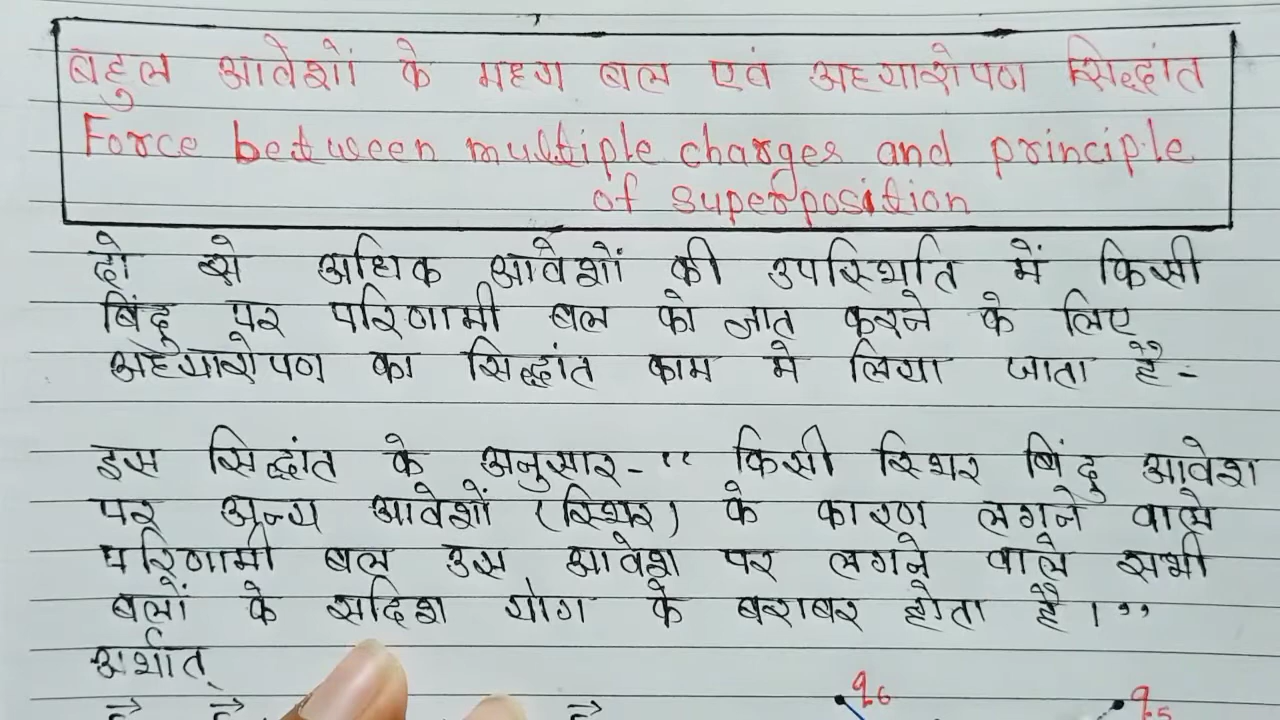 बहुल आवेशों के मध्य बल एवं अध्यारोपण सिद्धांत
Force between multiple charges and principle
of superposition
दो से अधिक आवेशों की उपस्थिति में किसी
बिंदु पर परिणामी बल को ज्ञात करने के लिए
अध्यारोपण का सिद्धांत काम मे लिया जाता है -
इस सिद्धांत के अनुसार - " किसी स्थिर बिंदु आवेश
पर अन्य आवेशों (स्थिर) के कारण लगने वाले
परिणामी बल उस आवेश पर लगने वाले सभी
बलों के सदिश योग के बराबर होता है । "
अर्थात्
q6
q5